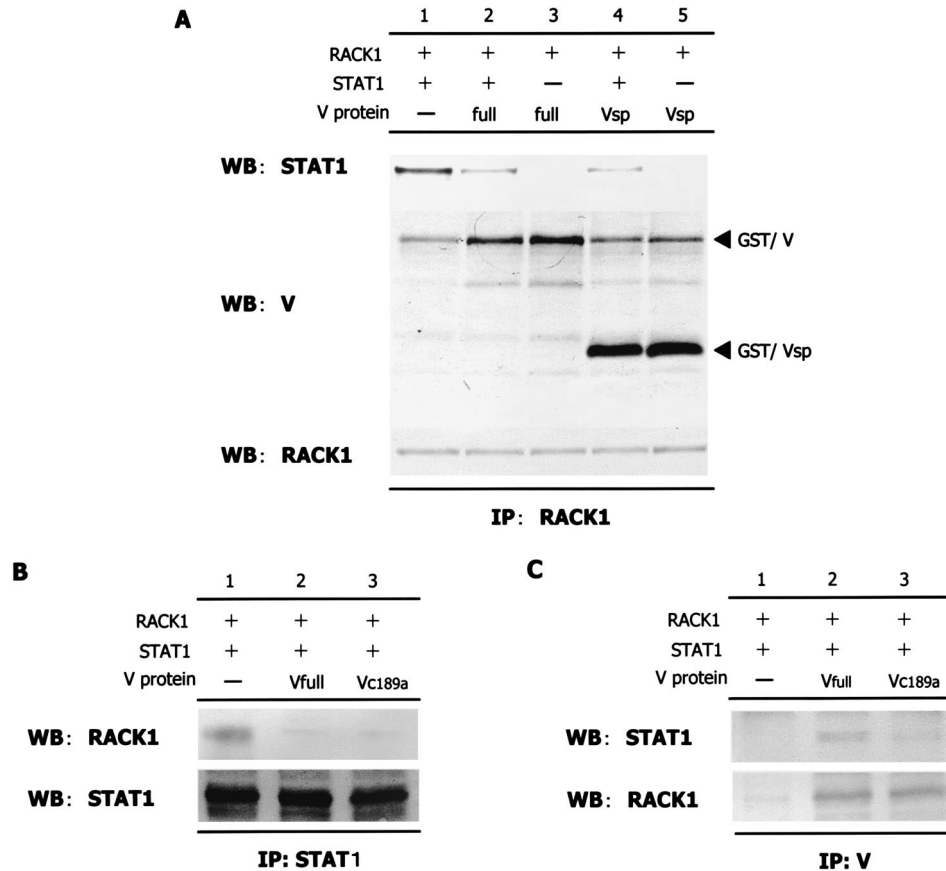 A
1 2 3 4 5
RACK1 + + + + +
STAT1 + + — + —
V protein — full full Vsp Vsp
WB: STAT1
GST/ V
WB: V
GST/ Vsp
WB: RACK1
IP: RACK1
B
1 2 3
RACK1 + + +
STAT1 + + +
V protein — Vfull Vc189a
WB: RACK1
WB: STAT1
IP: STAT1
C
1 2 3
RACK1 + + +
STAT1 + + +
V protein — Vfull Vc189a
WB: STAT1
WB: RACK1
IP: V